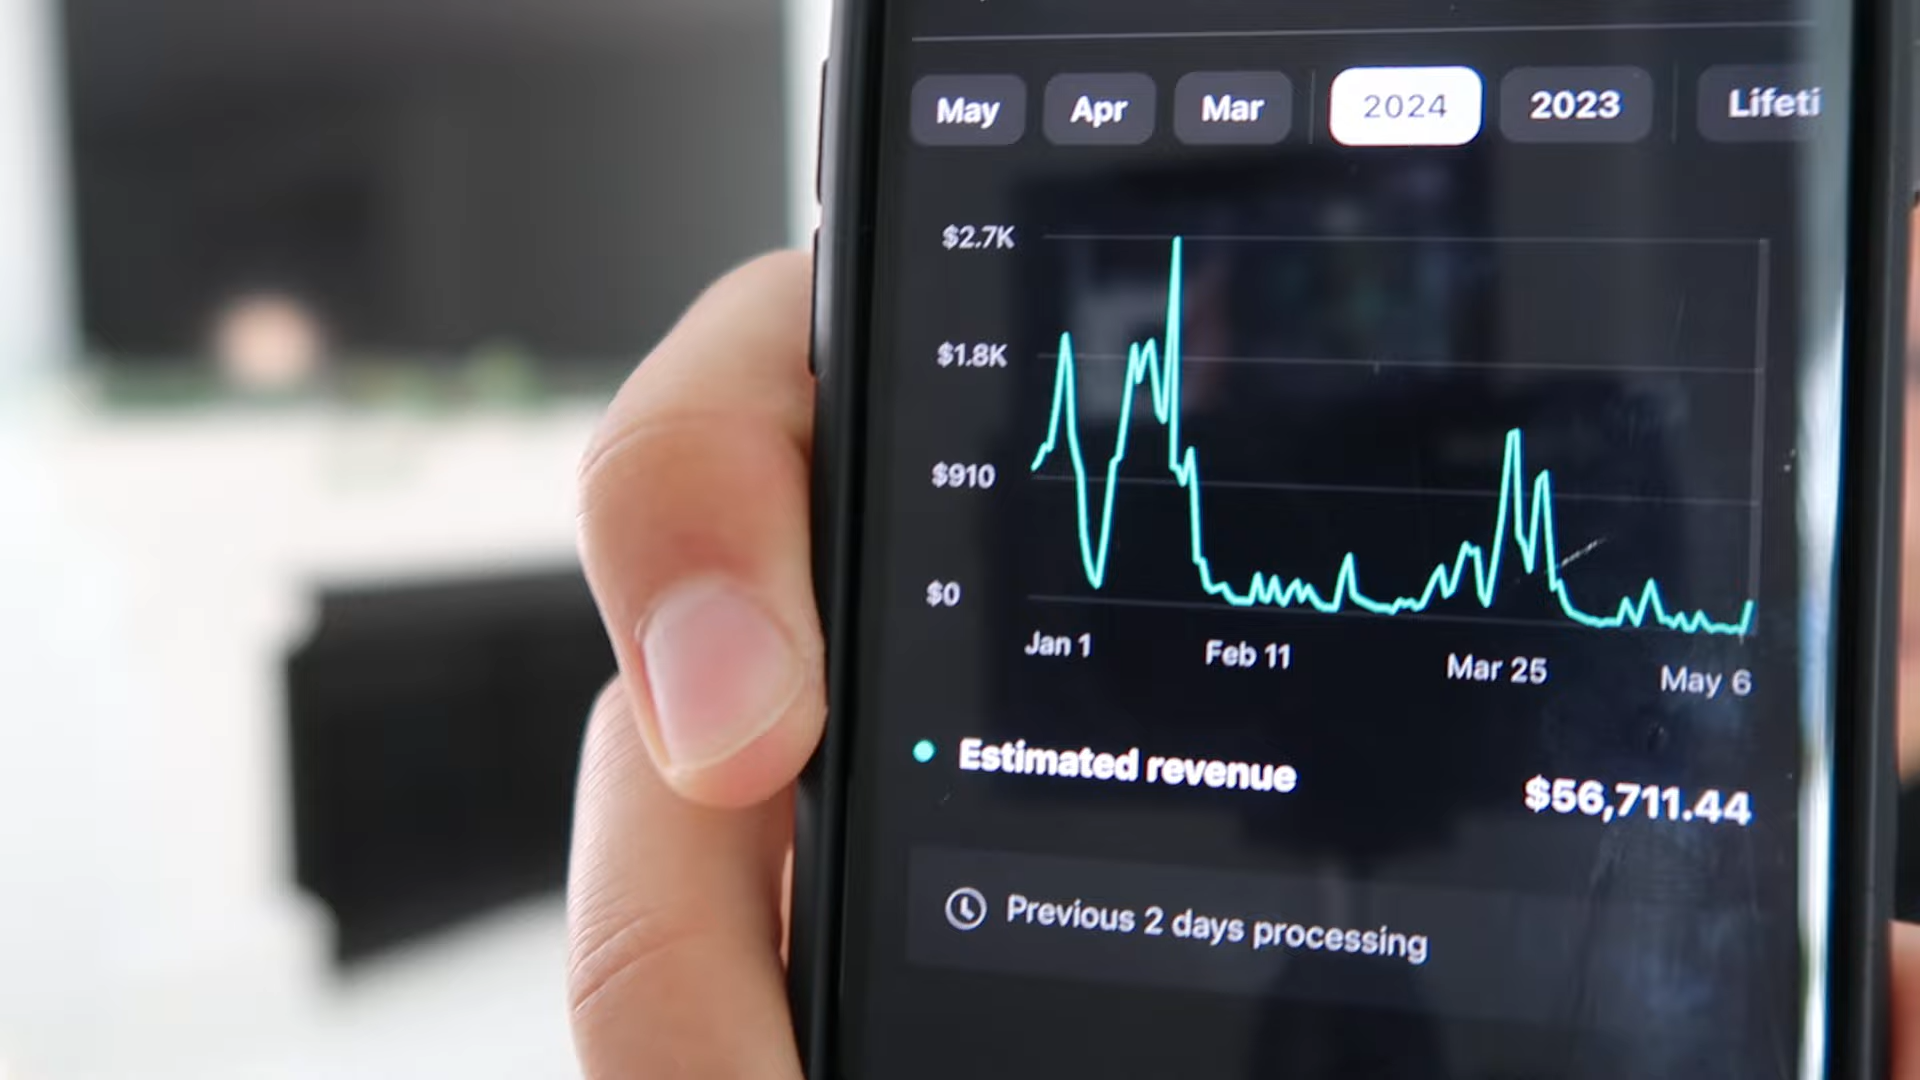 May Apr Mar 2024 2023 Lifeti
$2.7K
$1.8K
$910
$0
Jan 1 Feb 11 Mar 25 May 6
Estimated revenue $56,711.44
Previous 2 days processing